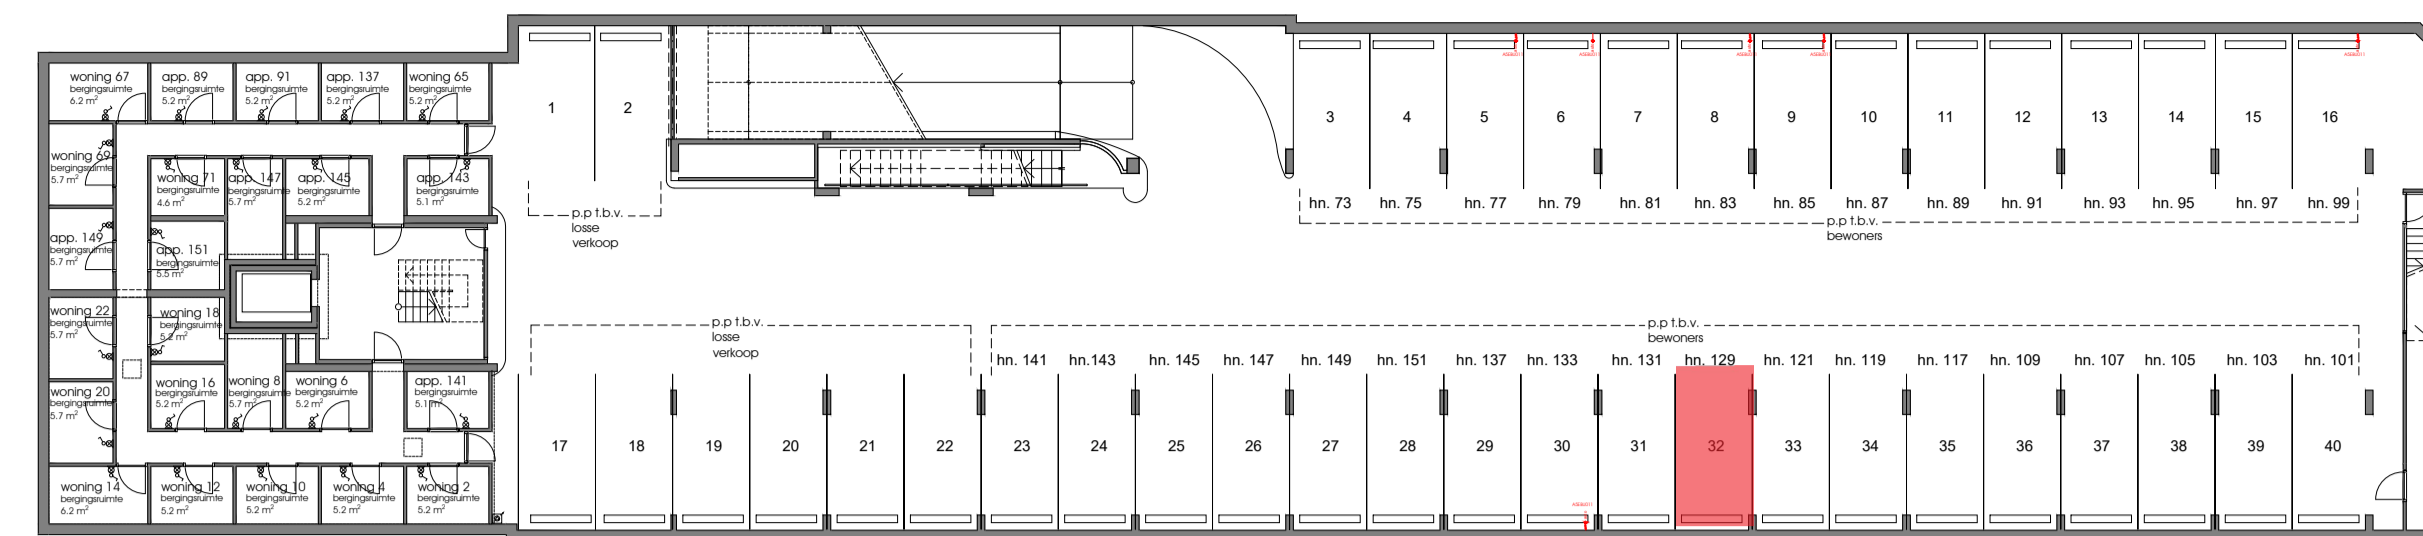 woning 67
bergingsruimte
6.2 m²
app. 89
bergingsruimte
5.2 m²
app. 91
bergingsruimte
5.2 m²
app. 137
bergingsruimte
5.2 m²
woning 65
bergingsruimte
5.2 m²
woning 69
bergingsruimte
5.7 m²
woning 71
bergingsruimte
4.6 m²
app. 147
bergingsruimte
5.7 m²
app. 145
bergingsruimte
5.2 m²
app. 143
bergingsruimte
5.1 m²
app. 149
bergingsruimte
5.7 m²
app. 151
bergingsruimte
5.5 m²
woning 22
bergingsruimte
5.7 m²
woning 18
bergingsruimte
5.2 m²
woning 20
bergingsruimte
5.7 m²
woning 16
bergingsruimte
5.2 m²
woning 8
bergingsruimte
5.7 m²
woning 6
bergingsruimte
5.2 m²
app. 141
bergingsruimte
5.1 m²
woning 14
bergingsruimte
6.2 m²
woning 12
bergingsruimte
5.2 m²
woning 10
bergingsruimte
5.2 m²
woning 4
bergingsruimte
5.2 m²
woning 2
bergingsruimte
5.2 m²
1 2
p.p t.b.v.
losse
verkoop
3 4 5 6 7 8 9 10 11 12 13 14 15 16
hn. 73 hn. 75 hn. 77 hn. 79 hn. 81 hn. 83 hn. 85 hn. 87 hn. 89 hn. 91 hn. 93 hn. 95 hn. 97 hn. 99
p.p t.b.v.
bewoners
p.p t.b.v.
losse
verkoop
p.p t.b.v.
bewoners
hn. 141 hn.143 hn. 145 hn. 147 hn. 149 hn. 151 hn. 137 hn. 133 hn. 131 hn. 129 hn. 121 hn. 119 hn. 117 hn. 109 hn. 107 hn. 105 hn. 103 hn. 101
17 18 19 20 21 22 23 24 25 26 27 28 29 30 31 32 33 34 35 36 37 38 39 40